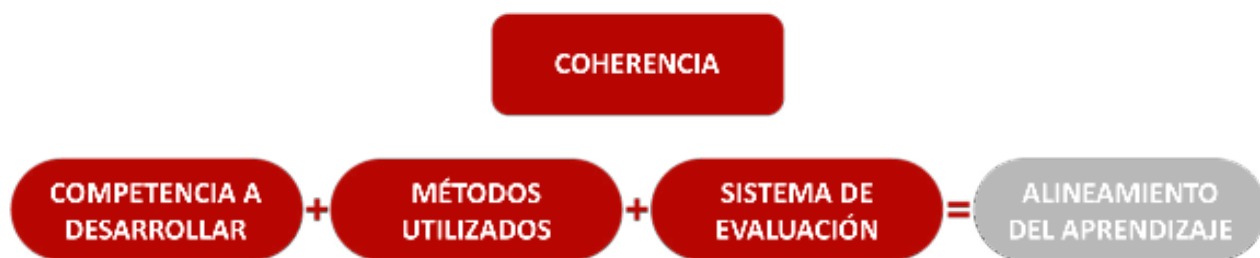 COHERENCIA
COMPETENCIA A + MÉTODOS + SISTEMA DE = ALINEAMIENTO
DESARROLLAR UTILIZADOS EVALUACIÓN DEL APRENDIZAJE